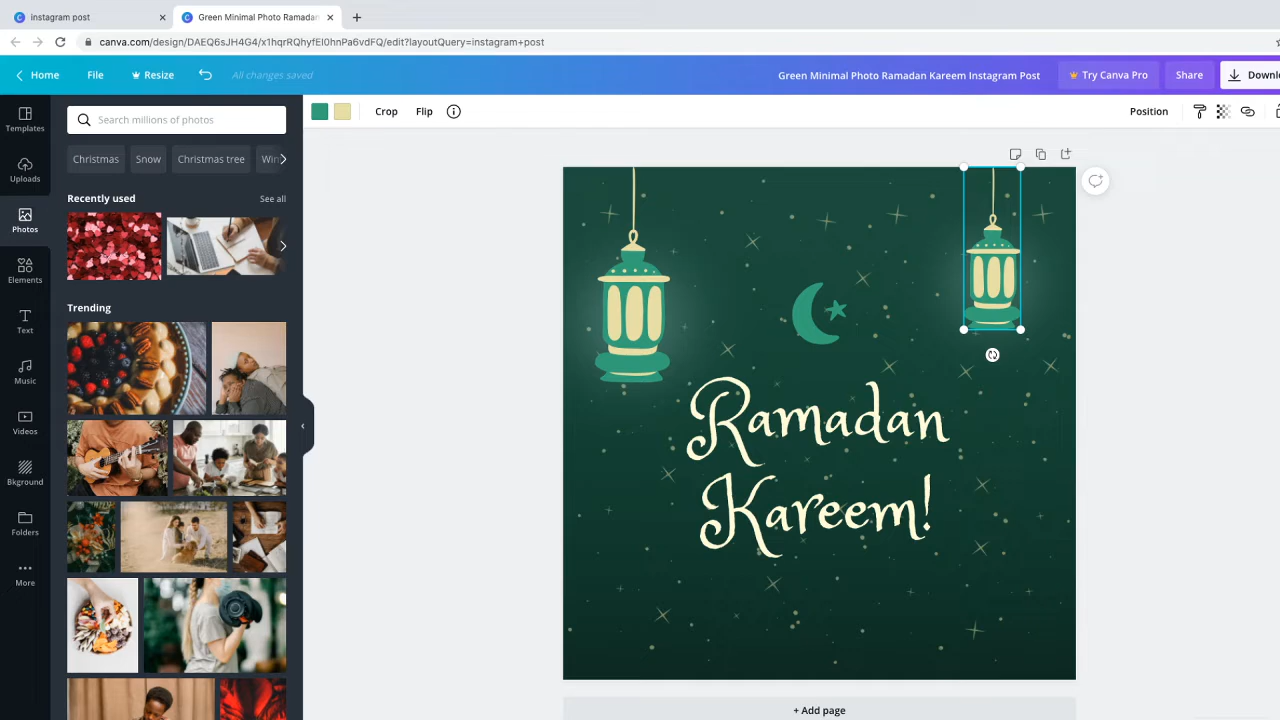 instagram post
Green Minimal Photo Ramadan
canva.com/design/DAEQ6sJH4G4/x1hqrRQhyfEl0hnPa6vdFQ/edit?layoutQuery=instagram+post
Home
File
Resize
All changes saved
Green Minimal Photo Ramadan Kareem Instagram Post
Try Canva Pro
Share
Downlo
Templates
Uploads
Photos
Elements
Text
Music
Videos
Bkground
Folders
More
Search millions of photos
Christmas
Snow
Christmas tree
Win
Recently used
See all
Trending
Crop
Flip
Position
Ramadan
Kareem!
+ Add page